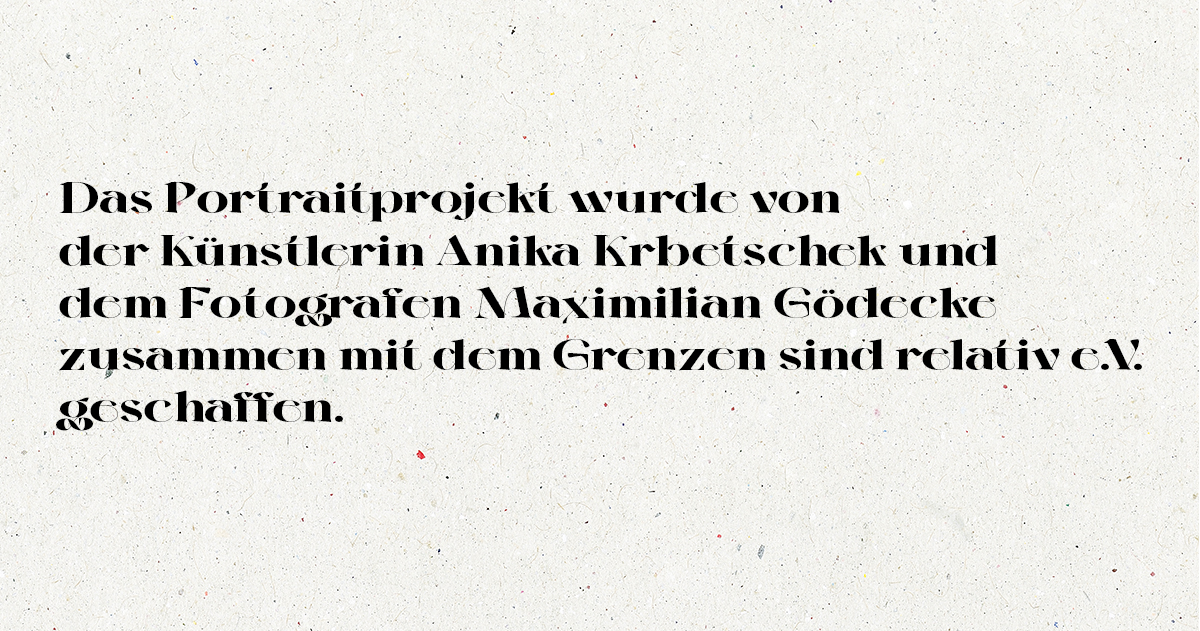 Das Portraitprojekt wurde von
der Künstlerin Anika Krbetschek und
dem Fotografen Maximilian Gödecke
zusammen mit dem Grenzen sind relativ e.V.
geschaffen.